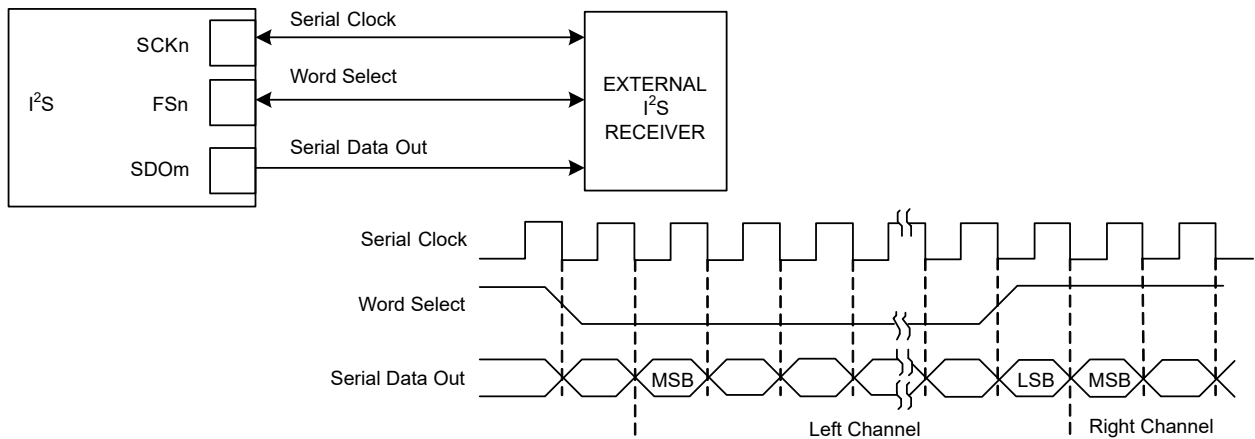 Serial Clock
SCKn
Word Select
I²S
FSn
EXTERNAL
I²S
RECEIVER
Serial Data Out
SDOm
Serial Clock
Word Select
Serial Data Out
MSB
LSB
MSB
Left Channel
Right Channel